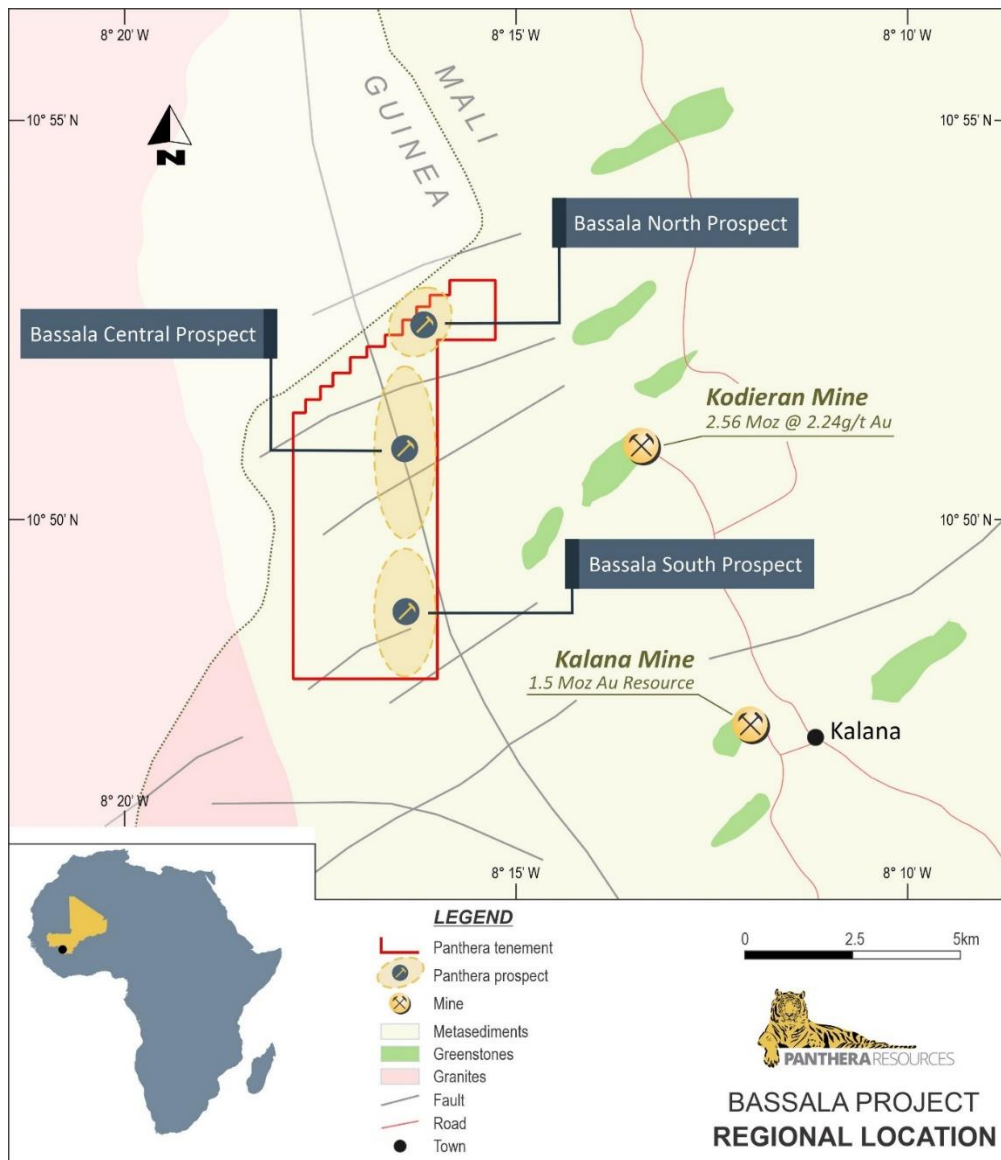 8° 20' W
8° 15' W
8° 10' W
10° 55' N
10° 55' N
MALI
GUINEA
N
Bassala North Prospect
Bassala Central Prospect
Kodieran Mine
2.56 Moz @ 2.24g/t Au
10° 50' N
10° 50' N
Bassala South Prospect
Kalana Mine
1.5 Moz Au Resource
Kalana
8° 20' W
8° 15' W
8° 10' W
LEGEND
Panthera tenement
Panthera prospect
Mine
Metasediments
Greenstones
Granites
Fault
Road
Town
0 2.5 5km
PANTHERA RESOURCES
BASSALA PROJECT
REGIONAL LOCATION